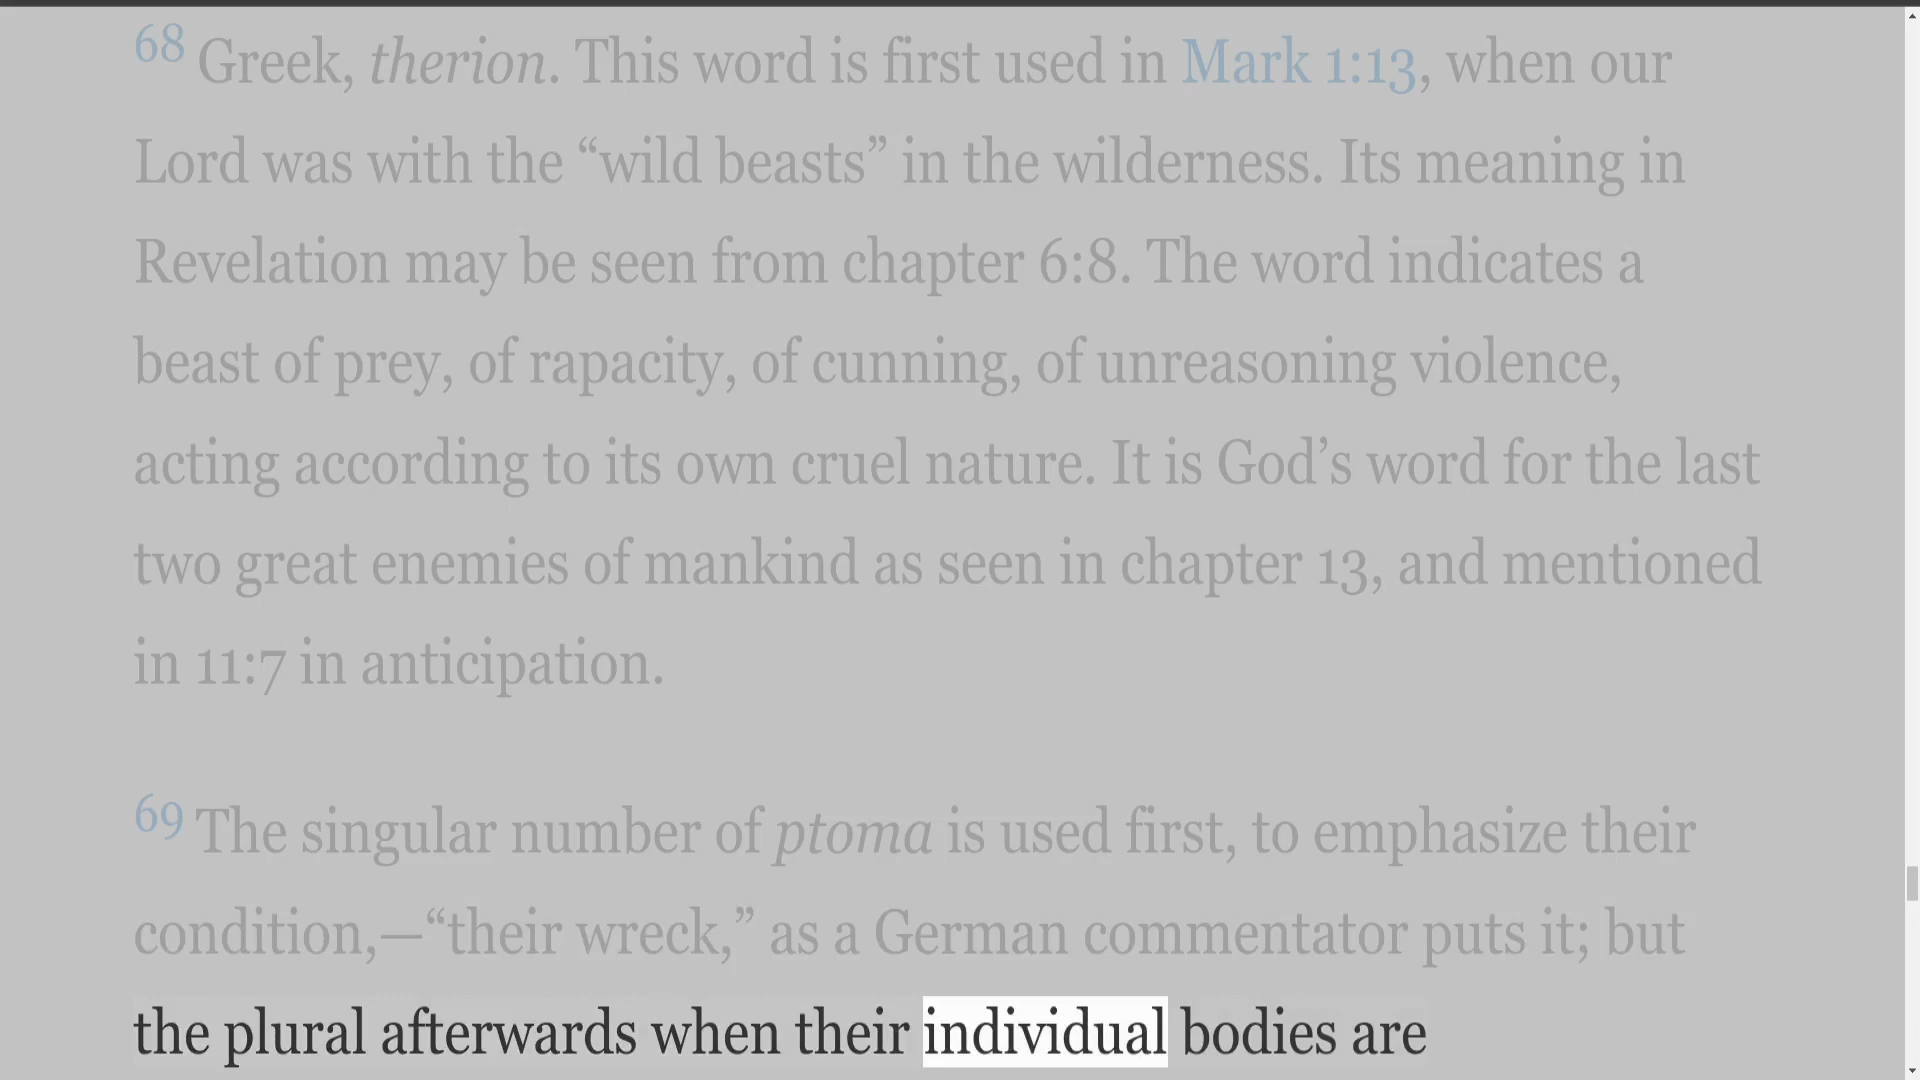 68 Greek, therion. This word is first used in Mark 1:13, when our
Lord was with the “wild beasts” in the wilderness. Its meaning in
Revelation may be seen from chapter 6:8. The word indicates a
beast of prey, of rapacity, of cunning, of unreasoning violence,
acting according to its own cruel nature. It is God’s word for the last
two great enemies of mankind as seen in chapter 13, and mentioned
in 11:7 in anticipation.
69 The singular number of ptoma is used first, to emphasize their
condition,—“their wreck,” as a German commentator puts it; but
the plural afterwards when their individual bodies are